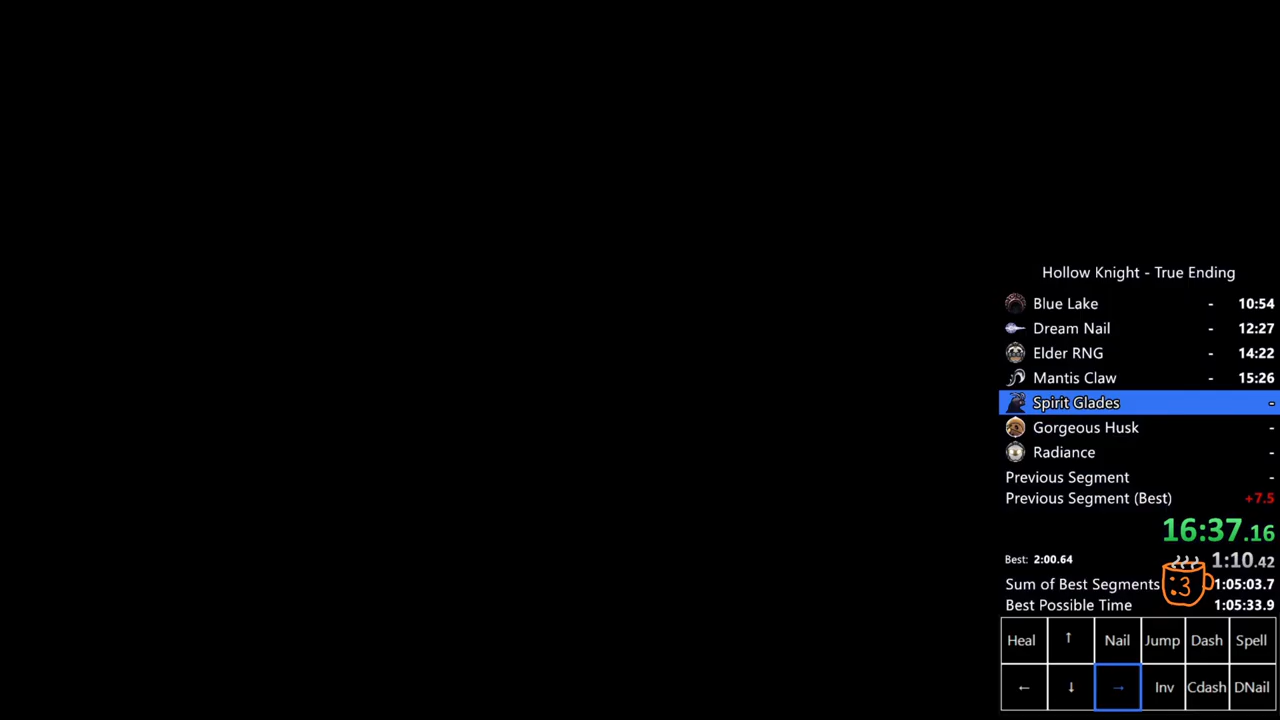 Hollow Knight - True Ending
Blue Lake - 10:54
Dream Nail - 12:27
Elder RNG - 14:22
Mantis Claw - 15:26
Spirit Glades -
Gorgeous Husk -
Radiance -
Previous Segment -
Previous Segment (Best) +7.5
16:37.16
Best: 2:00.64 1:10.42
Sum of Best Segments 1:05:03.7
Best Possible Time 1:05:33.9
Heal ↑ Nail Jump Dash Spell
← ↓ → Inv Cdash DNail